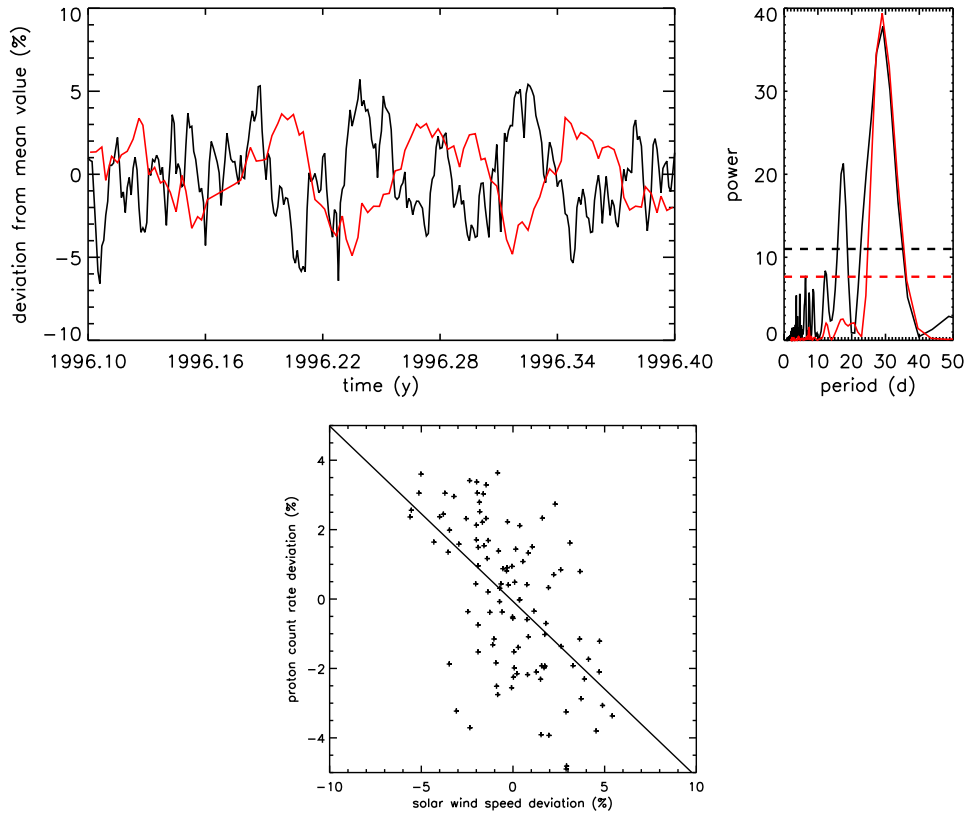 deviation from mean value (%)
10
5
0
−5
−10
1996.10 1996.16 1996.22 1996.28 1996.34 1996.40
time (y)
power
40
30
20
10
0
0 10 20 30 40 50
period (d)
proton count rate deviation (%)
4
2
0
−2
−4
−10 −5 0 5 10
solar wind speed deviation (%)